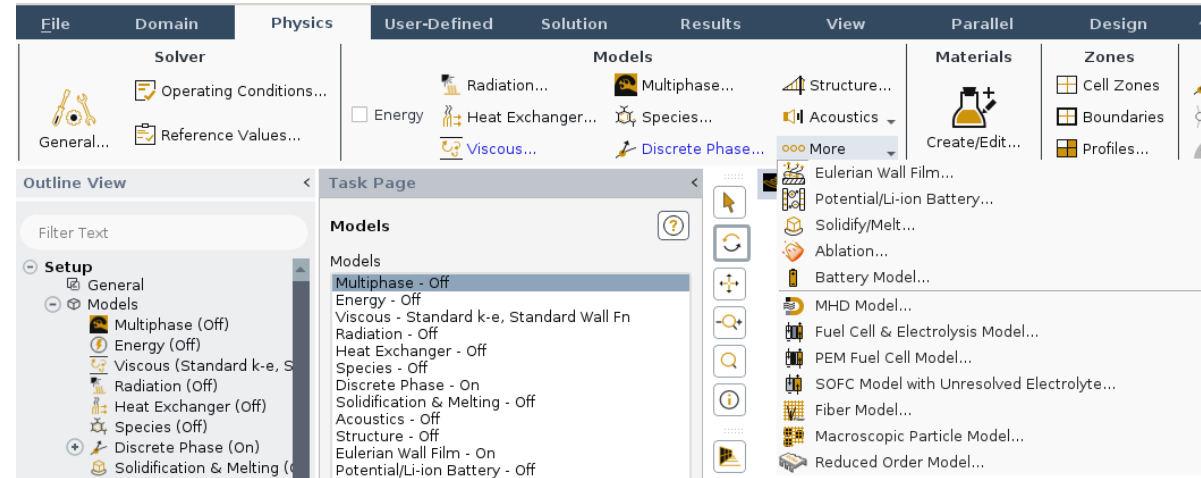 File Domain Physics User-Defined Solution Results View Parallel Design
Solver Models Materials Zones
Radiation... Multiphase... Structure... Cell Zones
Operating Conditions...
Energy Heat Exchanger... Species... Acoustics Boundaries
General... Reference Values... Create/Edit...
Viscous... Discrete Phase... More Profiles...
Outline View < Task Page <
Eulerian Wall Film...
Potential/Li-ion Battery...
Solidify/Melt...
Ablation...
Battery Model...
MHD Model...
Fuel Cell & Electrolysis Model...
PEM Fuel Cell Model...
SOFC Model with Unresolved Electrolyte...
Fiber Model...
Macroscopic Particle Model...
Reduced Order Model...
Filter Text
Setup
General
Models
Multiphase (Off)
Energy (Off)
Viscous (Standard k-e, S
Radiation (Off)
Heat Exchanger (Off)
Species (Off)
Discrete Phase (On)
Solidification & Melting (
Models
Models
Multiphase - Off
Energy - Off
Viscous - Standard k-e, Standard Wall Fn
Radiation - Off
Heat Exchanger - Off
Species - Off
Discrete Phase - On
Solidification & Melting - Off
Acoustics - Off
Structure - Off
Eulerian Wall Film - On
Potential/Li-ion Battery - Off